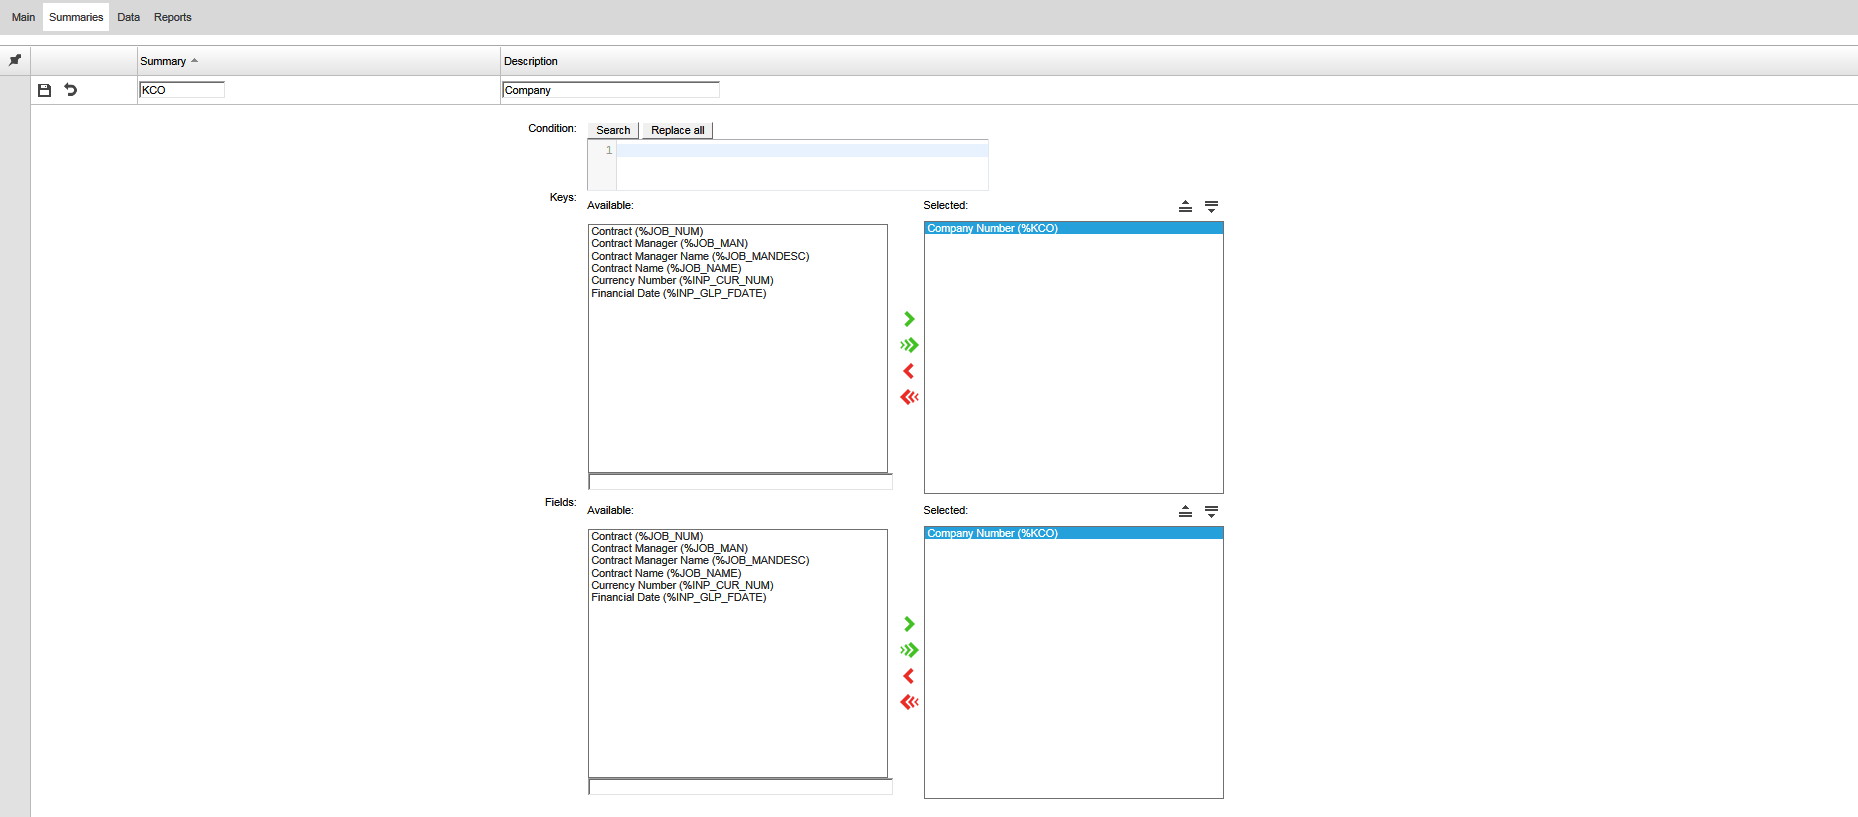 Main Summaries Data Reports
Summary Description
KCO Company
Condition: Search Replace all
1
Keys: Available: Selected:
Contract (%JOB_NUM)
Contract Manager (%JOB_MAN)
Contract Manager Name (%JOB_MANDESC)
Contract Name (%JOB_NAME)
Currency Number (%INP_CUR_NUM)
Financial Date (%INP_GLP_FDATE)
Company Number (%KCO)
Fields: Available: Selected:
Contract (%JOB_NUM)
Contract Manager (%JOB_MAN)
Contract Manager Name (%JOB_MANDESC)
Contract Name (%JOB_NAME)
Currency Number (%INP_CUR_NUM)
Financial Date (%INP_GLP_FDATE)
Company Number (%KCO)